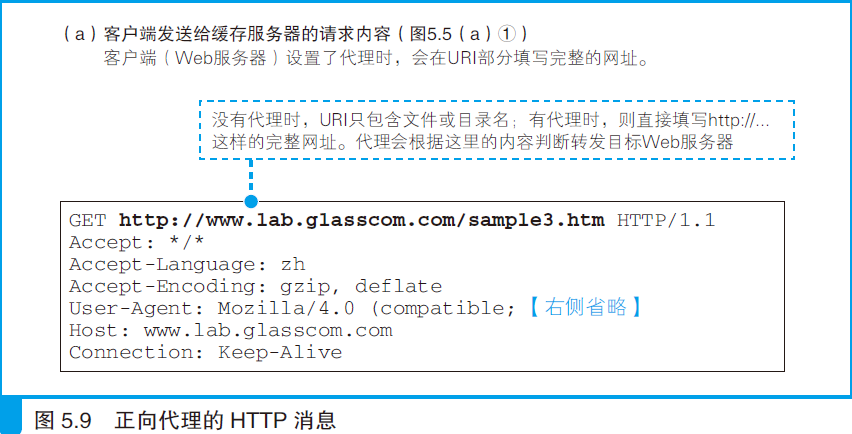 （a）客户端发送给缓存服务器的请求内容（图5.5（a）①）
客户端（Web服务器）设置了代理时，会在URI部分填写完整的网址。
没有代理时，URI只包含文件或目录名；有代理时，则直接填写http://...
这样的完整网址。代理会根据这里的内容判断转发目标Web服务器
GET http://www.lab.glasscom.com/sample3.htm HTTP/1.1
Accept: */*
Accept-Language: zh
Accept-Encoding: gzip, deflate
User-Agent: Mozilla/4.0 (compatible;【右侧省略】
Host: www.lab.glasscom.com
Connection: Keep-Alive
图 5.9 正向代理的 HTTP 消息